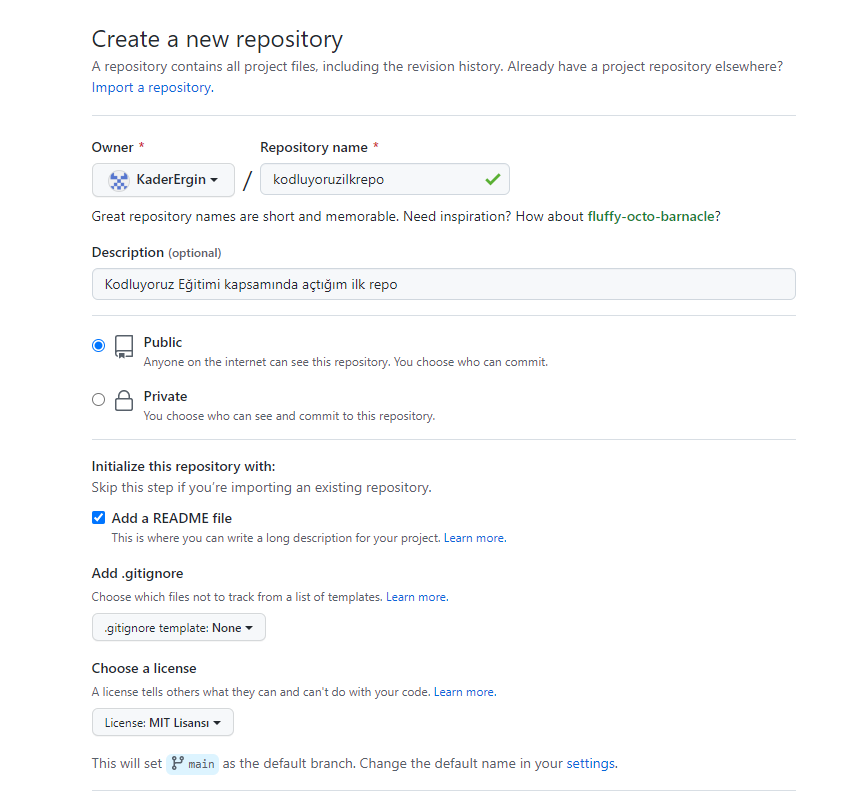 Create a new repository
A repository contains all project files, including the revision history. Already have a project repository elsewhere?
Import a repository.
Owner * Repository name *
KaderErgin / kodluyoruzilkrepo
Great repository names are short and memorable. Need inspiration? How about fluffy-octo-barnacle?
Description (optional)
Kodluyoruz Eğitimi kapsamında açtığım ilk repo
Public
Anyone on the internet can see this repository. You choose who can commit.
Private
You choose who can see and commit to this repository.
Initialize this repository with:
Skip this step if you're importing an existing repository.
Add a README file
This is where you can write a long description for your project. Learn more.
Add .gitignore
Choose which files not to track from a list of templates. Learn more.
.gitignore template: None
Choose a license
A license tells others what they can and can't do with your code. Learn more.
License: MIT Lisansı
This will set main as the default branch. Change the default name in your settings.